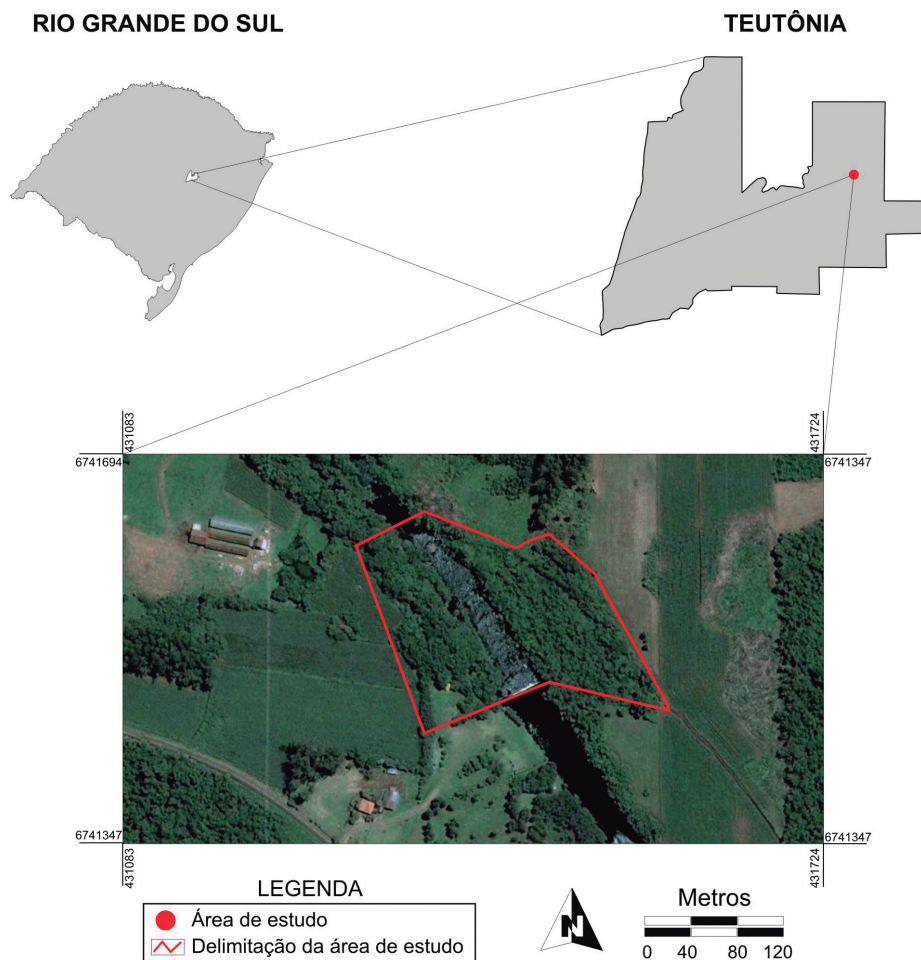 RIO GRANDE DO SUL
TEUTÔNIA
431083
431724
6741694
6741347
6741347
6741347
431083
431724
LEGENDA
Área de estudo
Delimitação da área de estudo
N
Metros
0 40 80 120